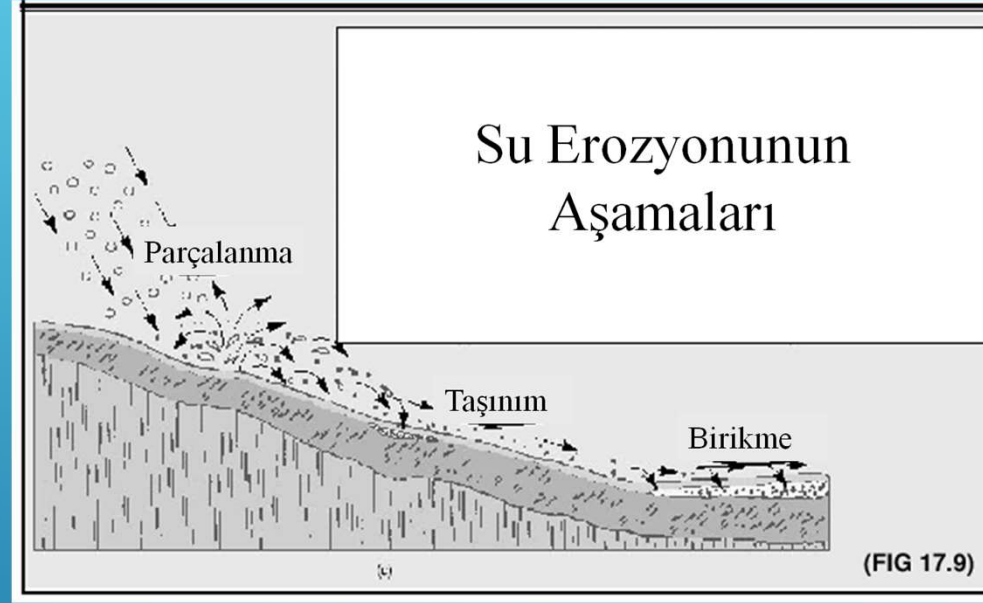 Su Erozyonunun
Aşamaları
Parçalanma
Taşınım
Birikme
(FIG 17.9)